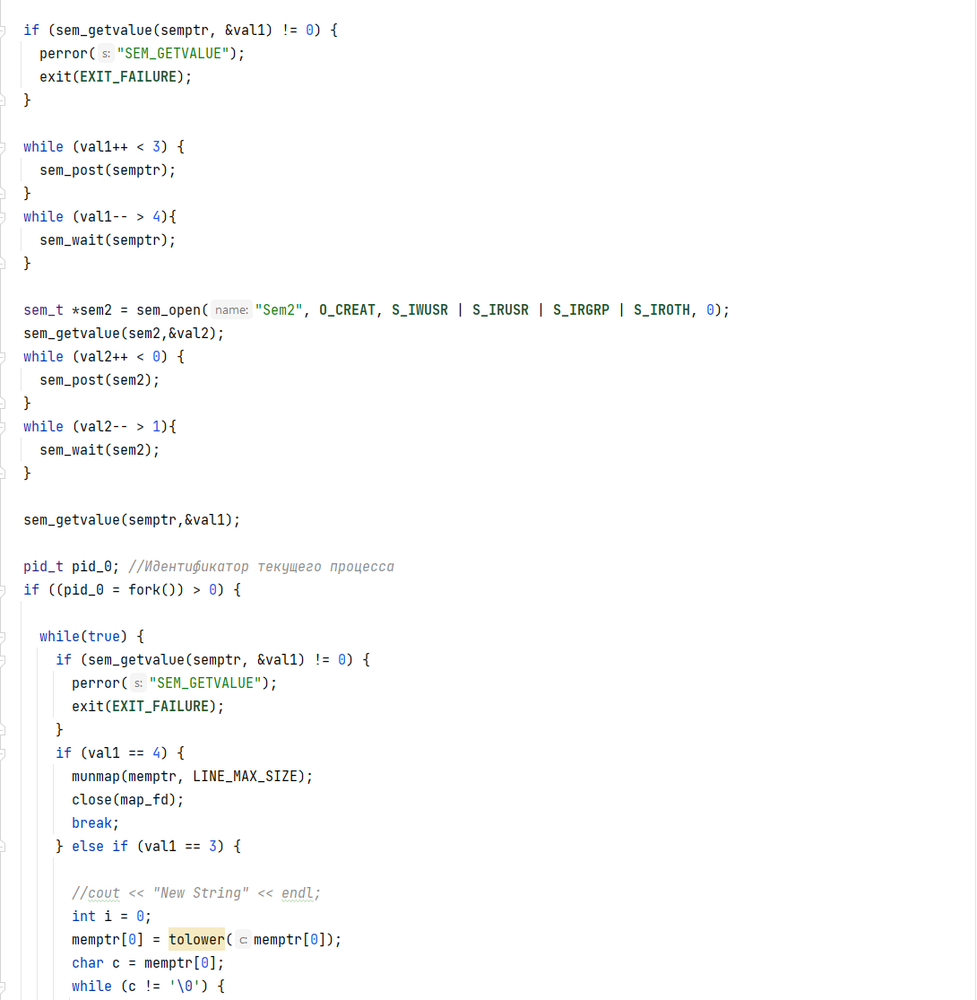 if (sem_getvalue(semptr, &val1) != 0) {
perror( s: "SEM_GETVALUE");
exit(EXIT_FAILURE);
}
while (val1++ < 3) {
sem_post(semptr);
}
while (val1-- > 4){
sem_wait(semptr);
}
sem_t *sem2 = sem_open( name: "Sem2", O_CREAT, S_IWUSR | S_IRUSR | S_IRGRP | S_IROTH, 0);
sem_getvalue(sem2,&val2);
while (val2++ < 0) {
sem_post(sem2);
}
while (val2-- > 1){
sem_wait(sem2);
}
sem_getvalue(semptr,&val1);
pid_t pid_0; //Идентификатор текущего процесса
if ((pid_0 = fork()) > 0) {
while(true) {
if (sem_getvalue(semptr, &val1) != 0) {
perror( s: "SEM_GETVALUE");
exit(EXIT_FAILURE);
}
if (val1 == 4) {
munmap(memptr, LINE_MAX_SIZE);
close(map_fd);
break;
} else if (val1 == 3) {
//cout << "New String" << endl;
int i = 0;
memptr[0] = tolower( c: memptr[0]);
char c = memptr[0];
while (c != '\0') {